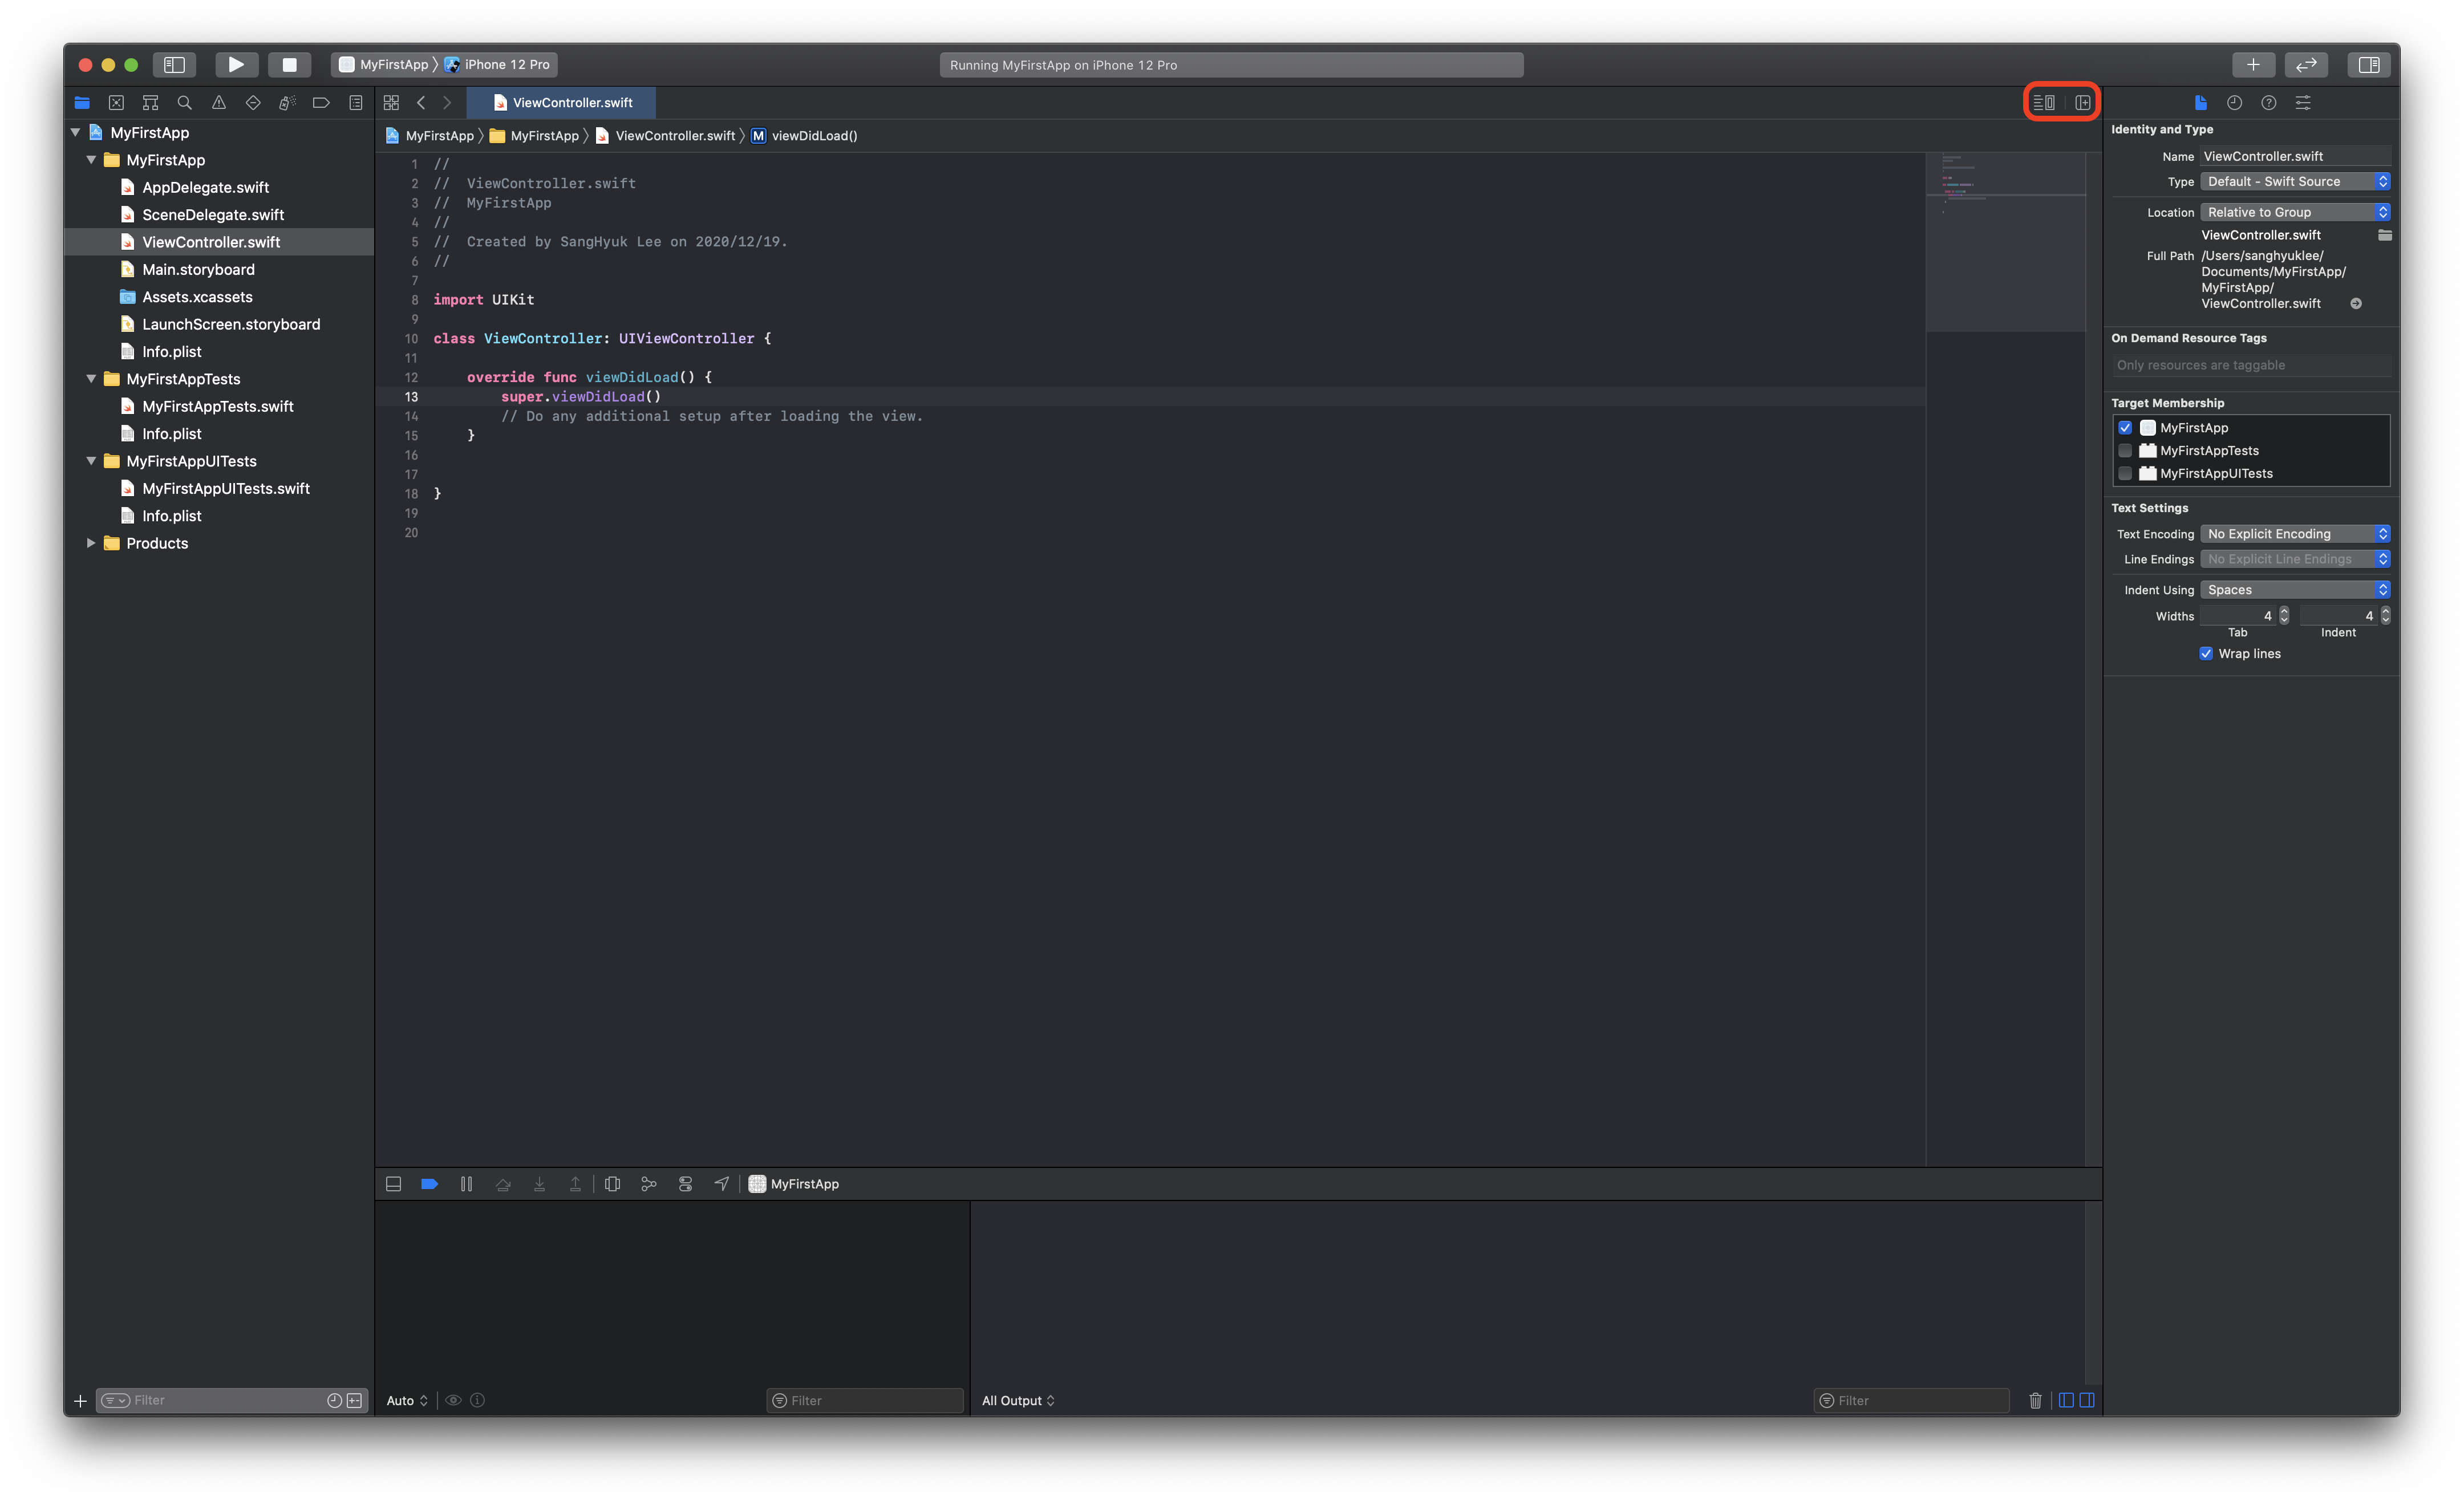 MyFirstApp 〉 iPhone 12 Pro
Running MyFirstApp on iPhone 12 Pro
ViewController.swift
MyFirstApp 〉 MyFirstApp 〉 ViewController.swift 〉 M viewDidLoad()
MyFirstApp
MyFirstApp
AppDelegate.swift
SceneDelegate.swift
ViewController.swift
Main.storyboard
Assets.xcassets
LaunchScreen.storyboard
Info.plist
MyFirstAppTests
MyFirstAppTests.swift
Info.plist
MyFirstAppUITests
MyFirstAppUITests.swift
Info.plist
Products
Filter
1 //
2 //  ViewController.swift
3 //  MyFirstApp
4 //
5 //  Created by SangHyuk Lee on 2020/12/19.
6 //
7
8 import UIKit
9
10 class ViewController: UIViewController {
11
12     override func viewDidLoad() {
13         super.viewDidLoad()
14         // Do any additional setup after loading the view.
15     }
16
17
18 }
19
20
MyFirstApp
Auto
Filter
All Output
Filter
Identity and Type
Name ViewController.swift
Type Default - Swift Source
Location Relative to Group
ViewController.swift
Full Path /Users/sanghyuklee/
Documents/MyFirstApp/
MyFirstApp/
ViewController.swift
On Demand Resource Tags
Only resources are taggable
Target Membership
MyFirstApp
MyFirstAppTests
MyFirstAppUITests
Text Settings
Text Encoding No Explicit Encoding
Line Endings No Explicit Line Endings
Indent Using Spaces
Widths 4 4
Tab Indent
Wrap lines